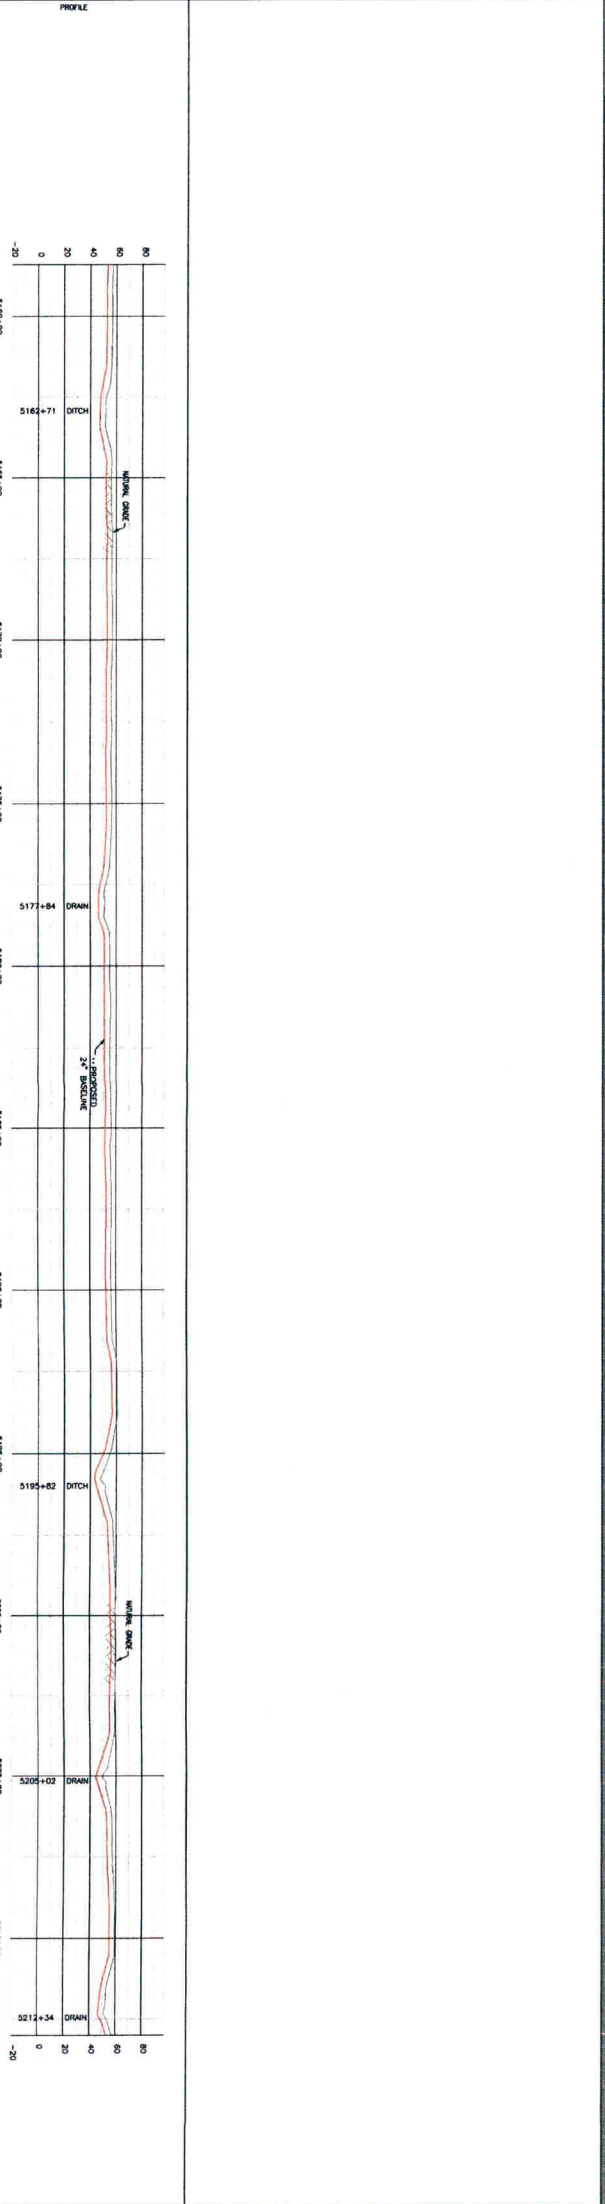 PROFILE
80
60
40
20
0
-20
5162+71 DITCH
NATURAL GRADE
5177+84 DRAIN
PROPOSED
24" BASELINE
5195+82 DITCH
NATURAL GRADE
5205+02 DRAIN
5212+34 DRAIN
80
60
40
20
0
-20